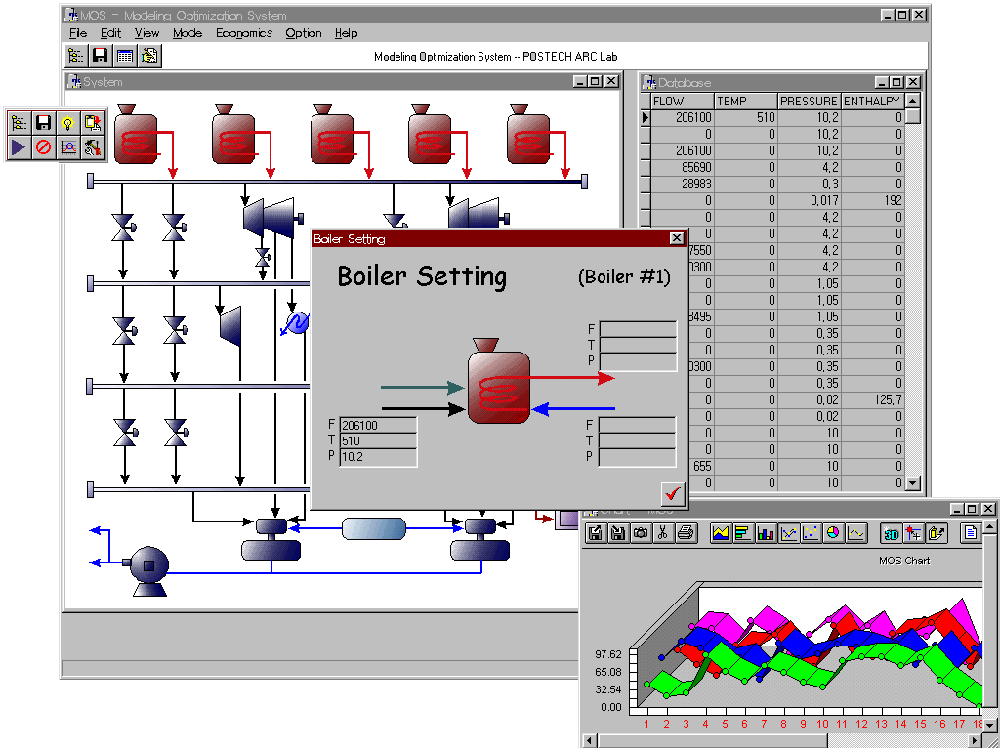 MOS - Modeling Optimization System
File Edit View Mode Economics Option Help
Modeling Optimization System -- POSTECH ARC Lab
System
Database
FLOW TEMP PRESSURE ENTHALPY
206100 510 10,2 0
0 0 10,2 0
206100 0 10,2 0
85690 0 4,2 0
28983 0 0,3 0
0 0 0,017 192
0 0 4,2 0
0 0 4,2 0
7550 0 4,2 0
0300 0 4,2 0
0 0 1,05 0
0 0 1,05 0
8495 0 1,05 0
0 0 0,35 0
0 0 0,35 0
0300 0 0,35 0
0 0 0,35 0
0 0 0,02 125,7
0 0 0,02 0
0 0 10 0
0 0 10 0
655 0 10 0
0 0 10 0
Boiler Setting
Boiler Setting (Boiler #1)
F
T
P
F 206100
T 510
P 10.2
F
T
P
3D
MOS Chart
97.62
65.08
32.54
0.00
1 2 3 4 5 6 7 8 9 10 11 12 13 14 15 16 17 18